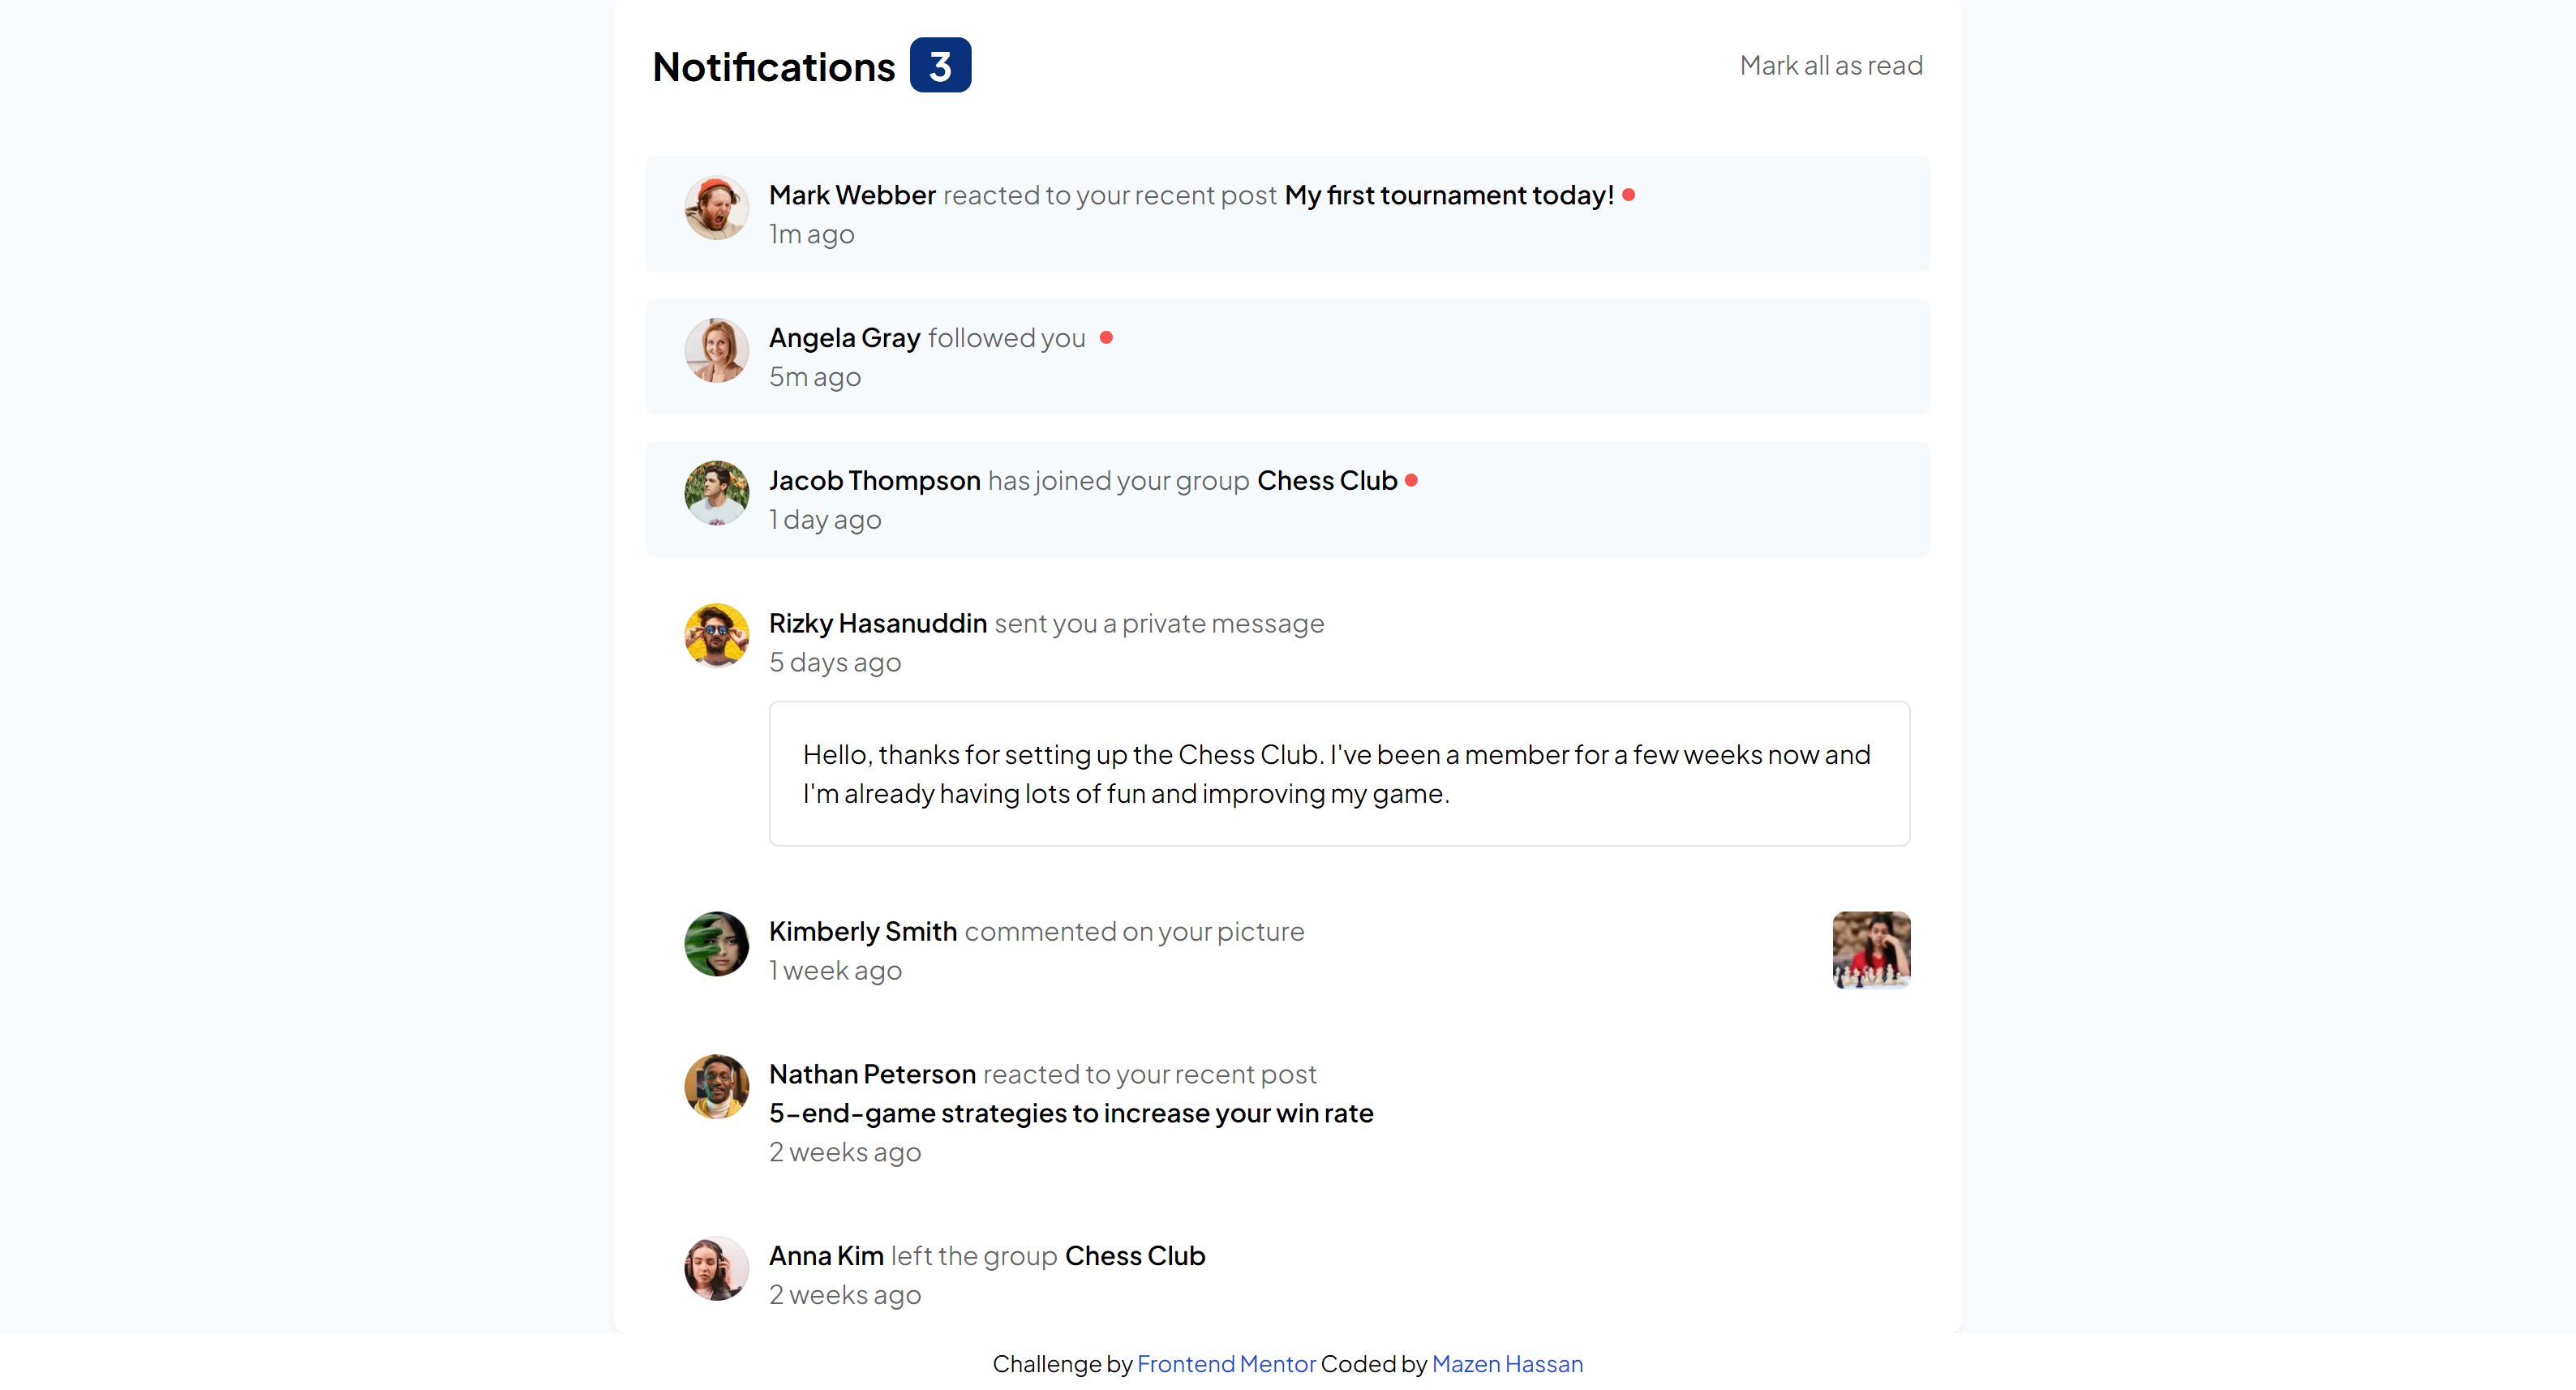 Notifications 3
Mark all as read
Mark Webber reacted to your recent post My first tournament today!
1m ago
Angela Gray followed you
5m ago
Jacob Thompson has joined your group Chess Club
1 day ago
Rizky Hasanuddin sent you a private message
5 days ago
Hello, thanks for setting up the Chess Club. I've been a member for a few weeks now and
I'm already having lots of fun and improving my game.
Kimberly Smith commented on your picture
1 week ago
Nathan Peterson reacted to your recent post
5-end-game strategies to increase your win rate
2 weeks ago
Anna Kim left the group Chess Club
2 weeks ago
Challenge by Frontend Mentor Coded by Mazen Hassan